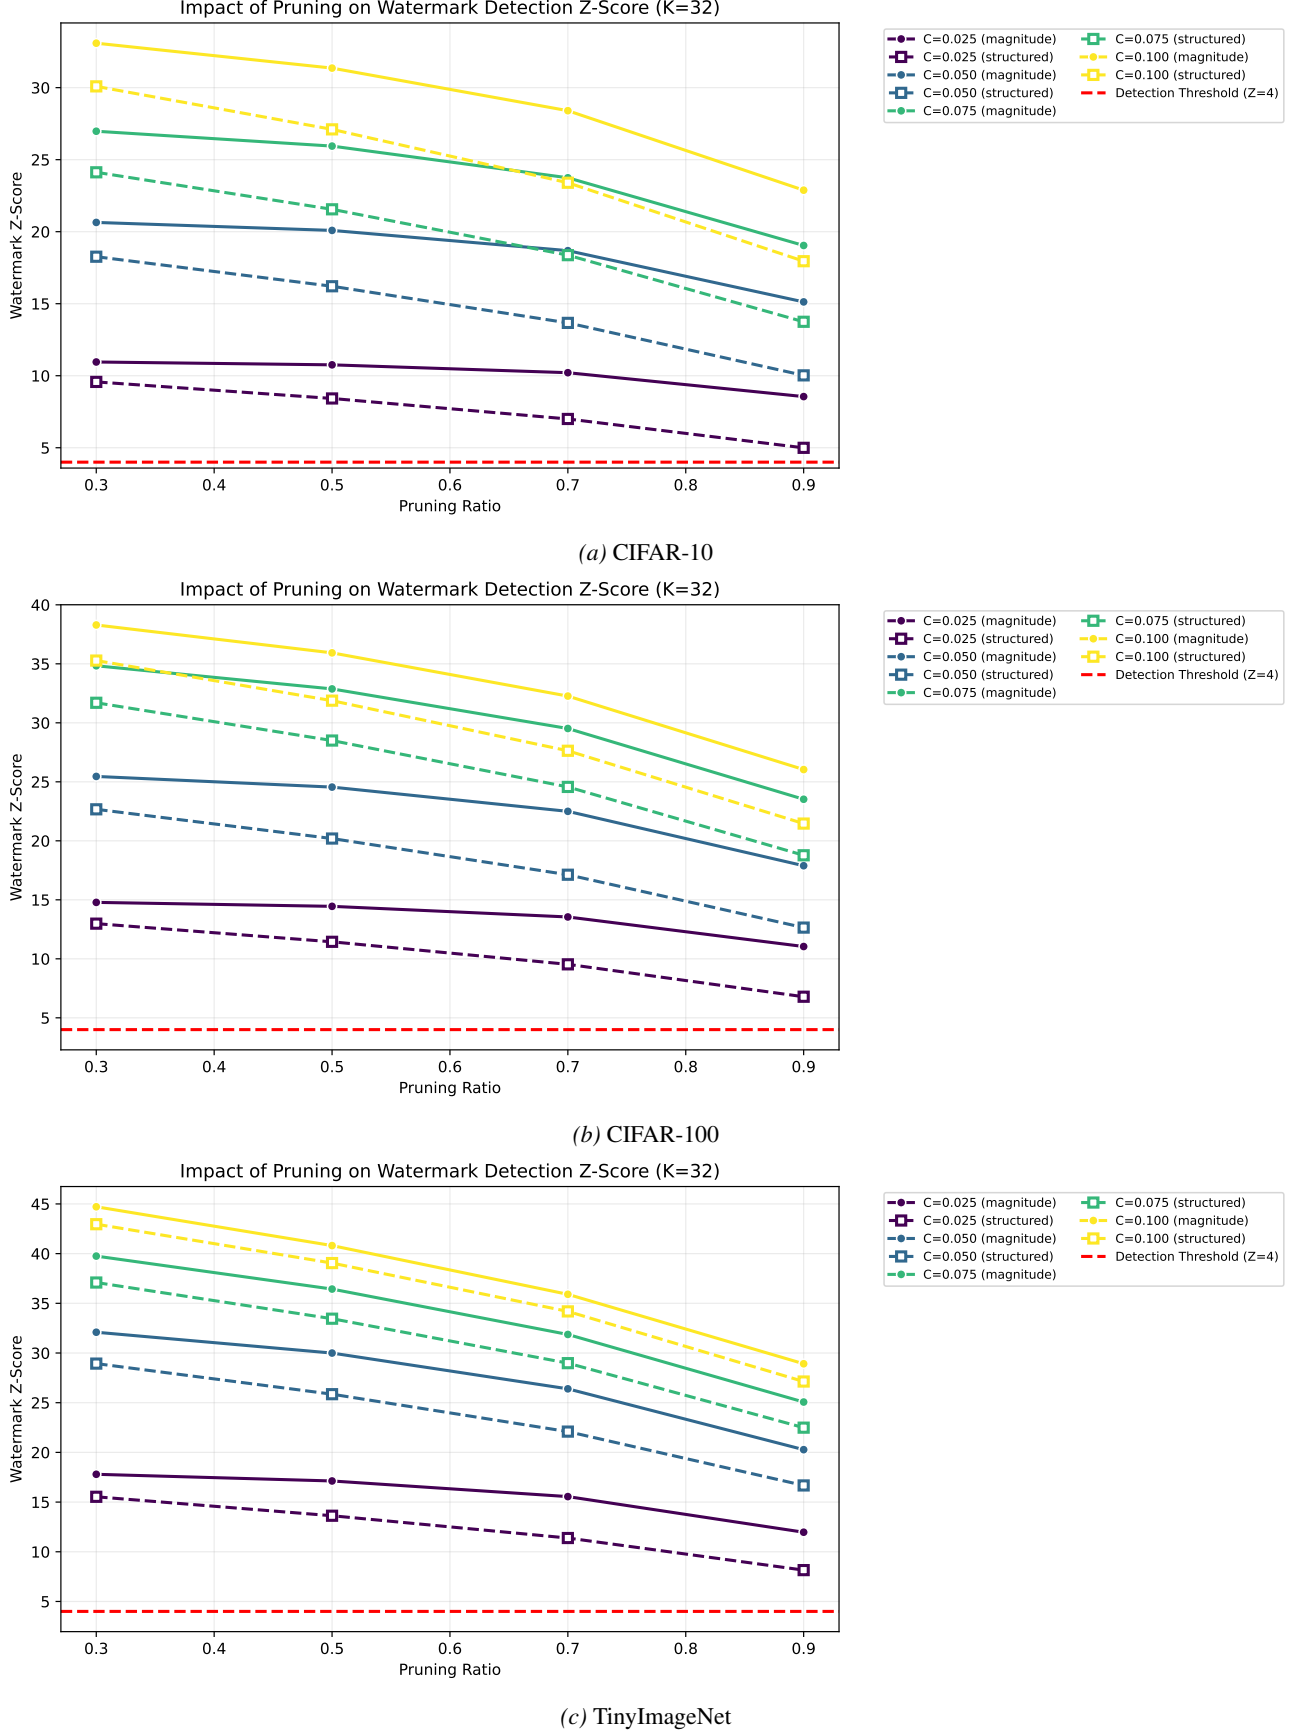 Impact of Pruning on Watermark Detection Z-Score (K=32)
C=0.025 (magnitude)
C=0.025 (structured)
C=0.050 (magnitude)
C=0.050 (structured)
C=0.075 (magnitude)
C=0.075 (structured)
C=0.100 (magnitude)
C=0.100 (structured)
Detection Threshold (Z=4)
Watermark Z-Score
30
25
20
15
10
5
0.3 0.4 0.5 0.6 0.7 0.8 0.9
Pruning Ratio
(a) CIFAR-10
Impact of Pruning on Watermark Detection Z-Score (K=32)
C=0.025 (magnitude)
C=0.025 (structured)
C=0.050 (magnitude)
C=0.050 (structured)
C=0.075 (magnitude)
C=0.075 (structured)
C=0.100 (magnitude)
C=0.100 (structured)
Detection Threshold (Z=4)
Watermark Z-Score
40
35
30
25
20
15
10
5
0.3 0.4 0.5 0.6 0.7 0.8 0.9
Pruning Ratio
(b) CIFAR-100
Impact of Pruning on Watermark Detection Z-Score (K=32)
C=0.025 (magnitude)
C=0.025 (structured)
C=0.050 (magnitude)
C=0.050 (structured)
C=0.075 (magnitude)
C=0.075 (structured)
C=0.100 (magnitude)
C=0.100 (structured)
Detection Threshold (Z=4)
Watermark Z-Score
45
40
35
30
25
20
15
10
5
0.3 0.4 0.5 0.6 0.7 0.8 0.9
Pruning Ratio
(c) TinyImageNet